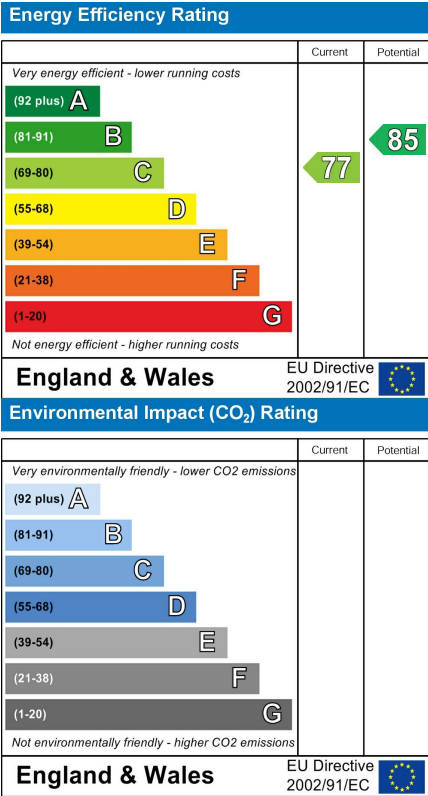 Energy Efficiency Rating
Current Potential
Very energy efficient - lower running costs
(92 plus) A
(81-91) B
85
(69-80) C
77
(55-68) D
(39-54) E
(21-38) F
(1-20) G
Not energy efficient - higher running costs
England & Wales
EU Directive
2002/91/EC
Environmental Impact (CO₂) Rating
Current Potential
Very environmentally friendly - lower CO2 emissions
(92 plus) A
(81-91) B
(69-80) C
(55-68) D
(39-54) E
(21-38) F
(1-20) G
Not environmentally friendly - higher CO2 emissions
England & Wales
EU Directive
2002/91/EC